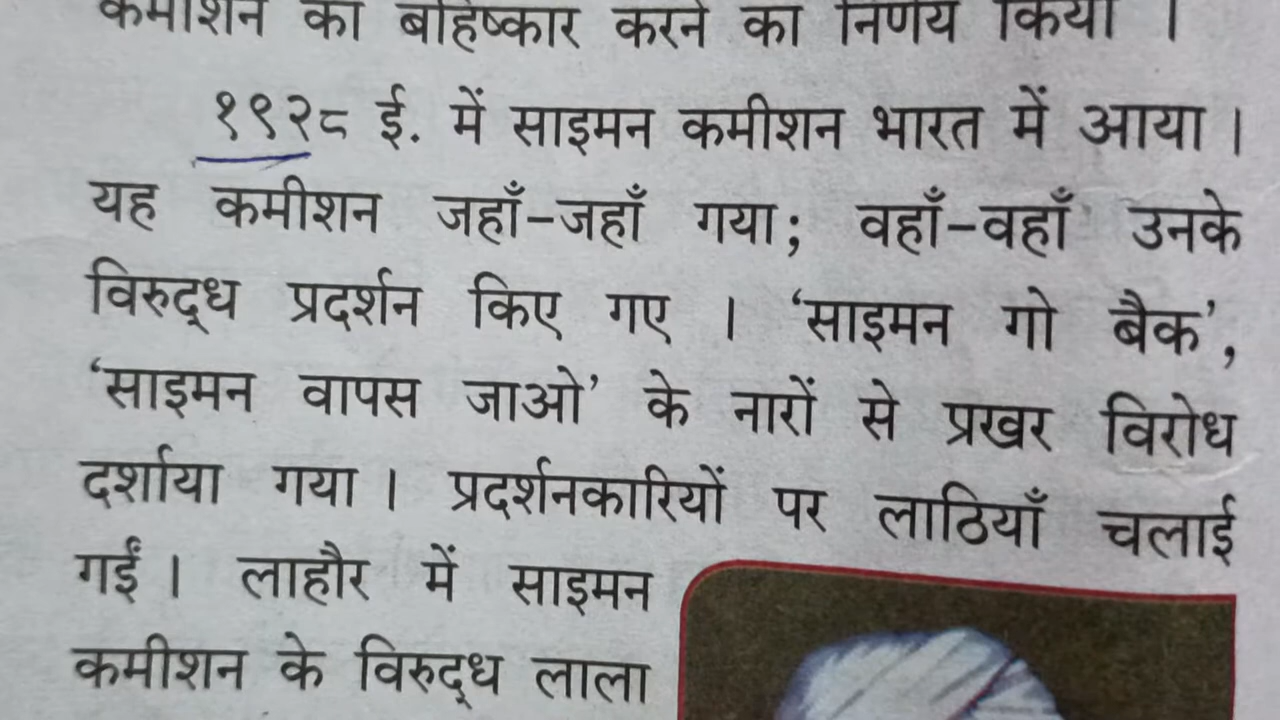 कमीशन का बहिष्कार करने का निर्णय किया ।
१९२८ ई. में साइमन कमीशन भारत में आया ।
यह कमीशन जहाँ-जहाँ गया; वहाँ-वहाँ उनके
विरुद्ध प्रदर्शन किए गए । ‘साइमन गो बैक’,
‘साइमन वापस जाओ’ के नारों से प्रखर विरोध
दर्शाया गया । प्रदर्शनकारियों पर लाठियाँ चलाई
गईं । लाहौर में साइमन
कमीशन के विरुद्ध लाला